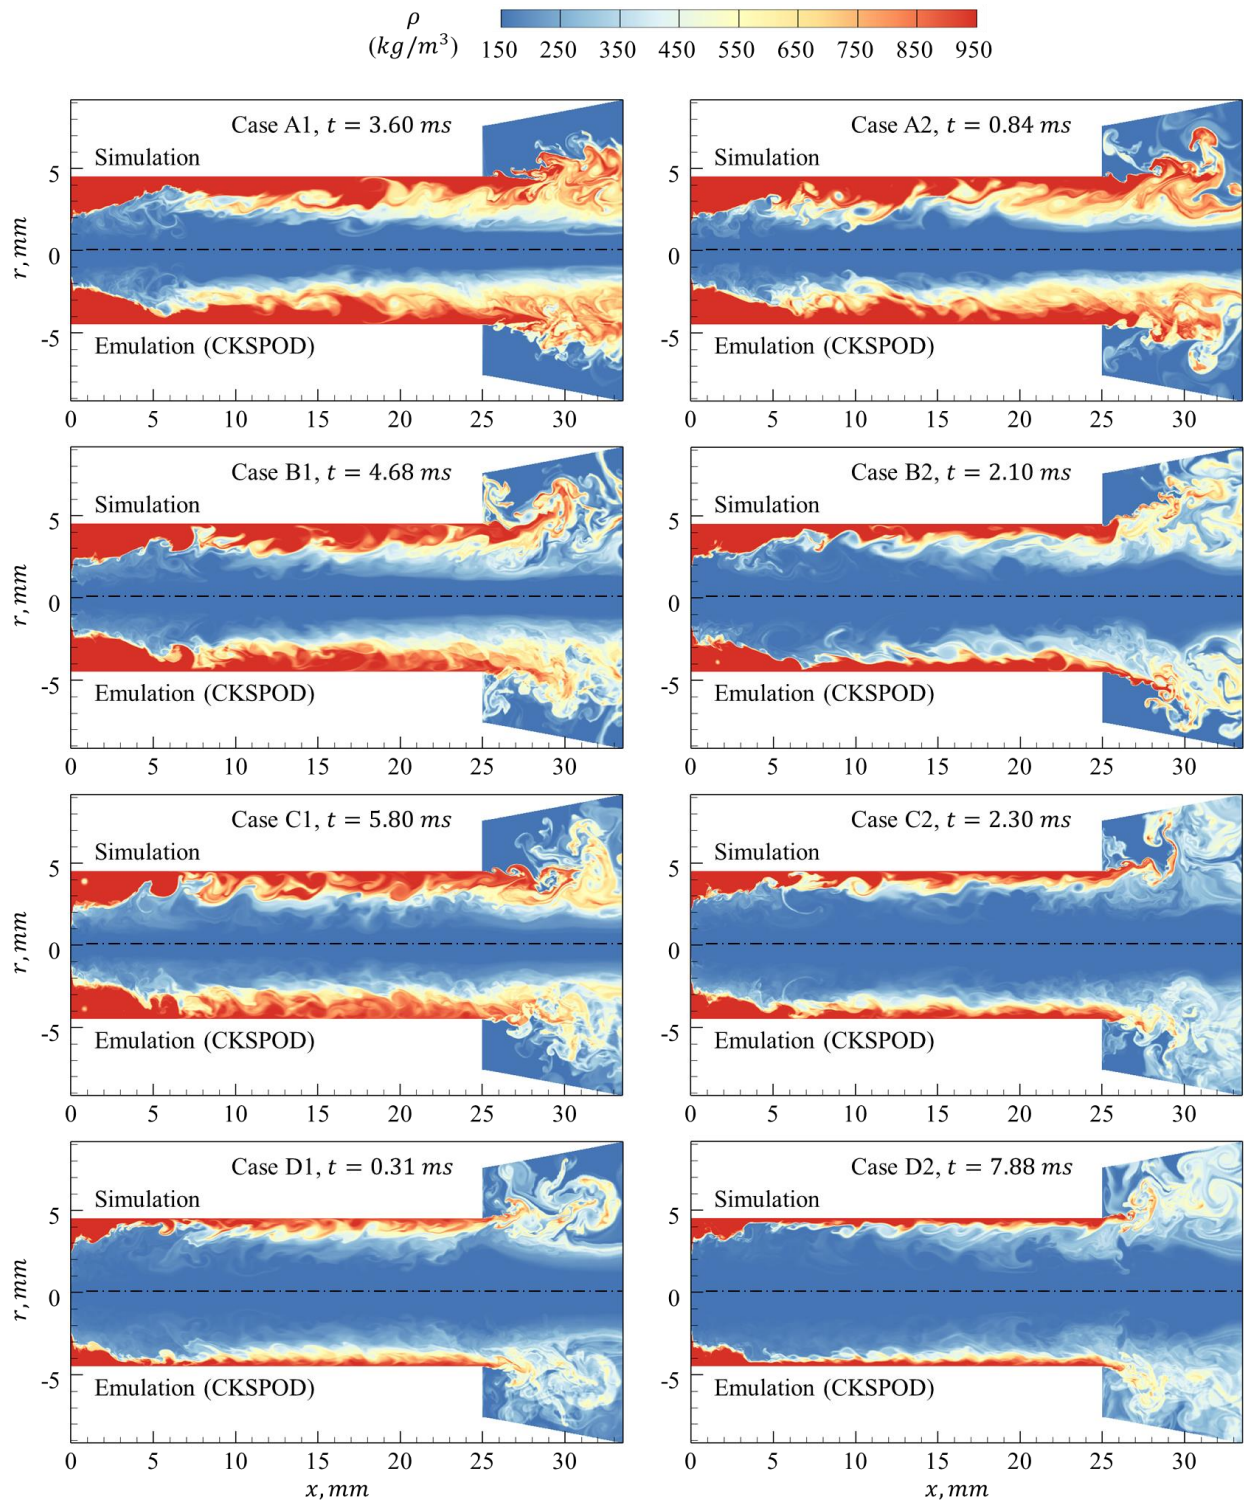 ρ
(kg/m³) 150 250 350 450 550 650 750 850 950
Case A1, t = 3.60 ms
Simulation
5
r, mm
0
-5
Emulation (CKSPOD)
0 5 10 15 20 25 30
Case A2, t = 0.84 ms
Simulation
5
0
-5
Emulation (CKSPOD)
0 5 10 15 20 25 30
Case B1, t = 4.68 ms
Simulation
5
r, mm
0
-5
Emulation (CKSPOD)
0 5 10 15 20 25 30
Case B2, t = 2.10 ms
Simulation
5
0
-5
Emulation (CKSPOD)
0 5 10 15 20 25 30
Case C1, t = 5.80 ms
Simulation
5
r, mm
0
-5
Emulation (CKSPOD)
0 5 10 15 20 25 30
Case C2, t = 2.30 ms
Simulation
5
0
-5
Emulation (CKSPOD)
0 5 10 15 20 25 30
Case D1, t = 0.31 ms
Simulation
5
r, mm
0
-5
Emulation (CKSPOD)
0 5 10 15 20 25 30
x, mm
Case D2, t = 7.88 ms
Simulation
5
0
-5
Emulation (CKSPOD)
0 5 10 15 20 25 30
x, mm